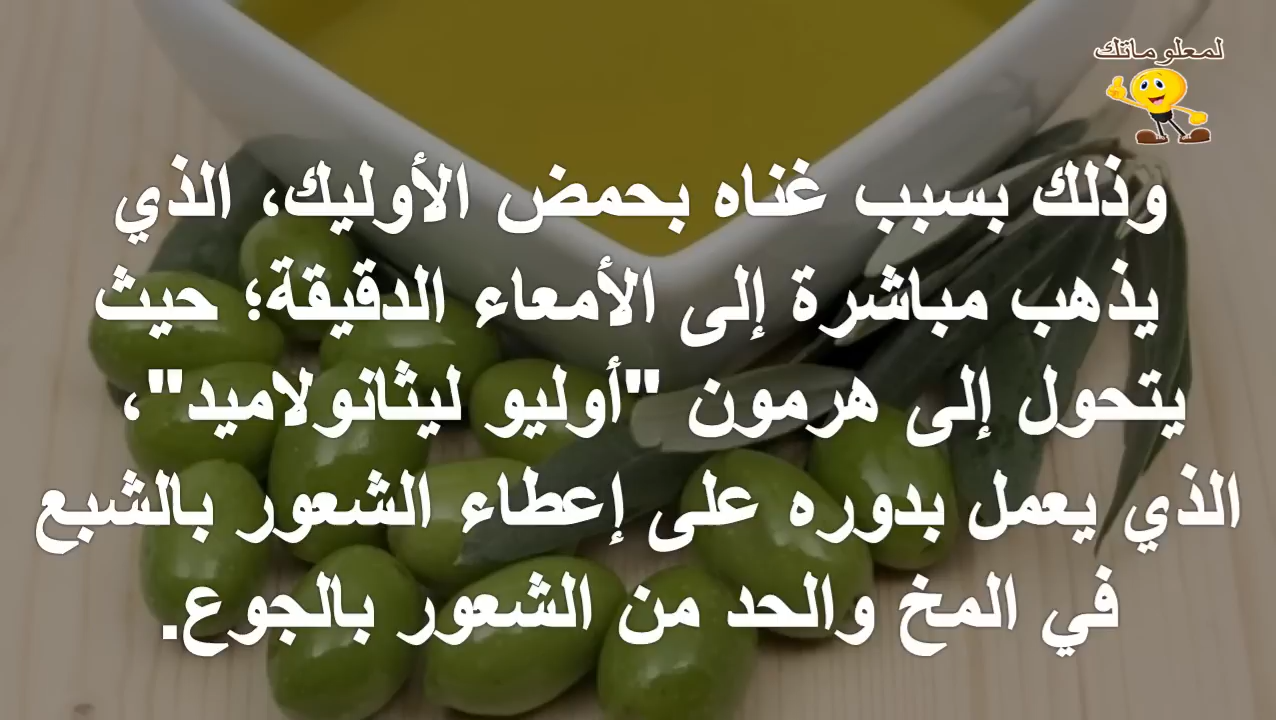 لمعلوماتك
وذلك بسبب غناه بحمض الأوليك، الذي
يذهب مباشرة إلى الأمعاء الدقيقة؛ حيث
يتحول إلى هرمون "أوليو ليثانولاميد"،
الذي يعمل بدوره على إعطاء الشعور بالشبع
في المخ والحد من الشعور بالجوع.